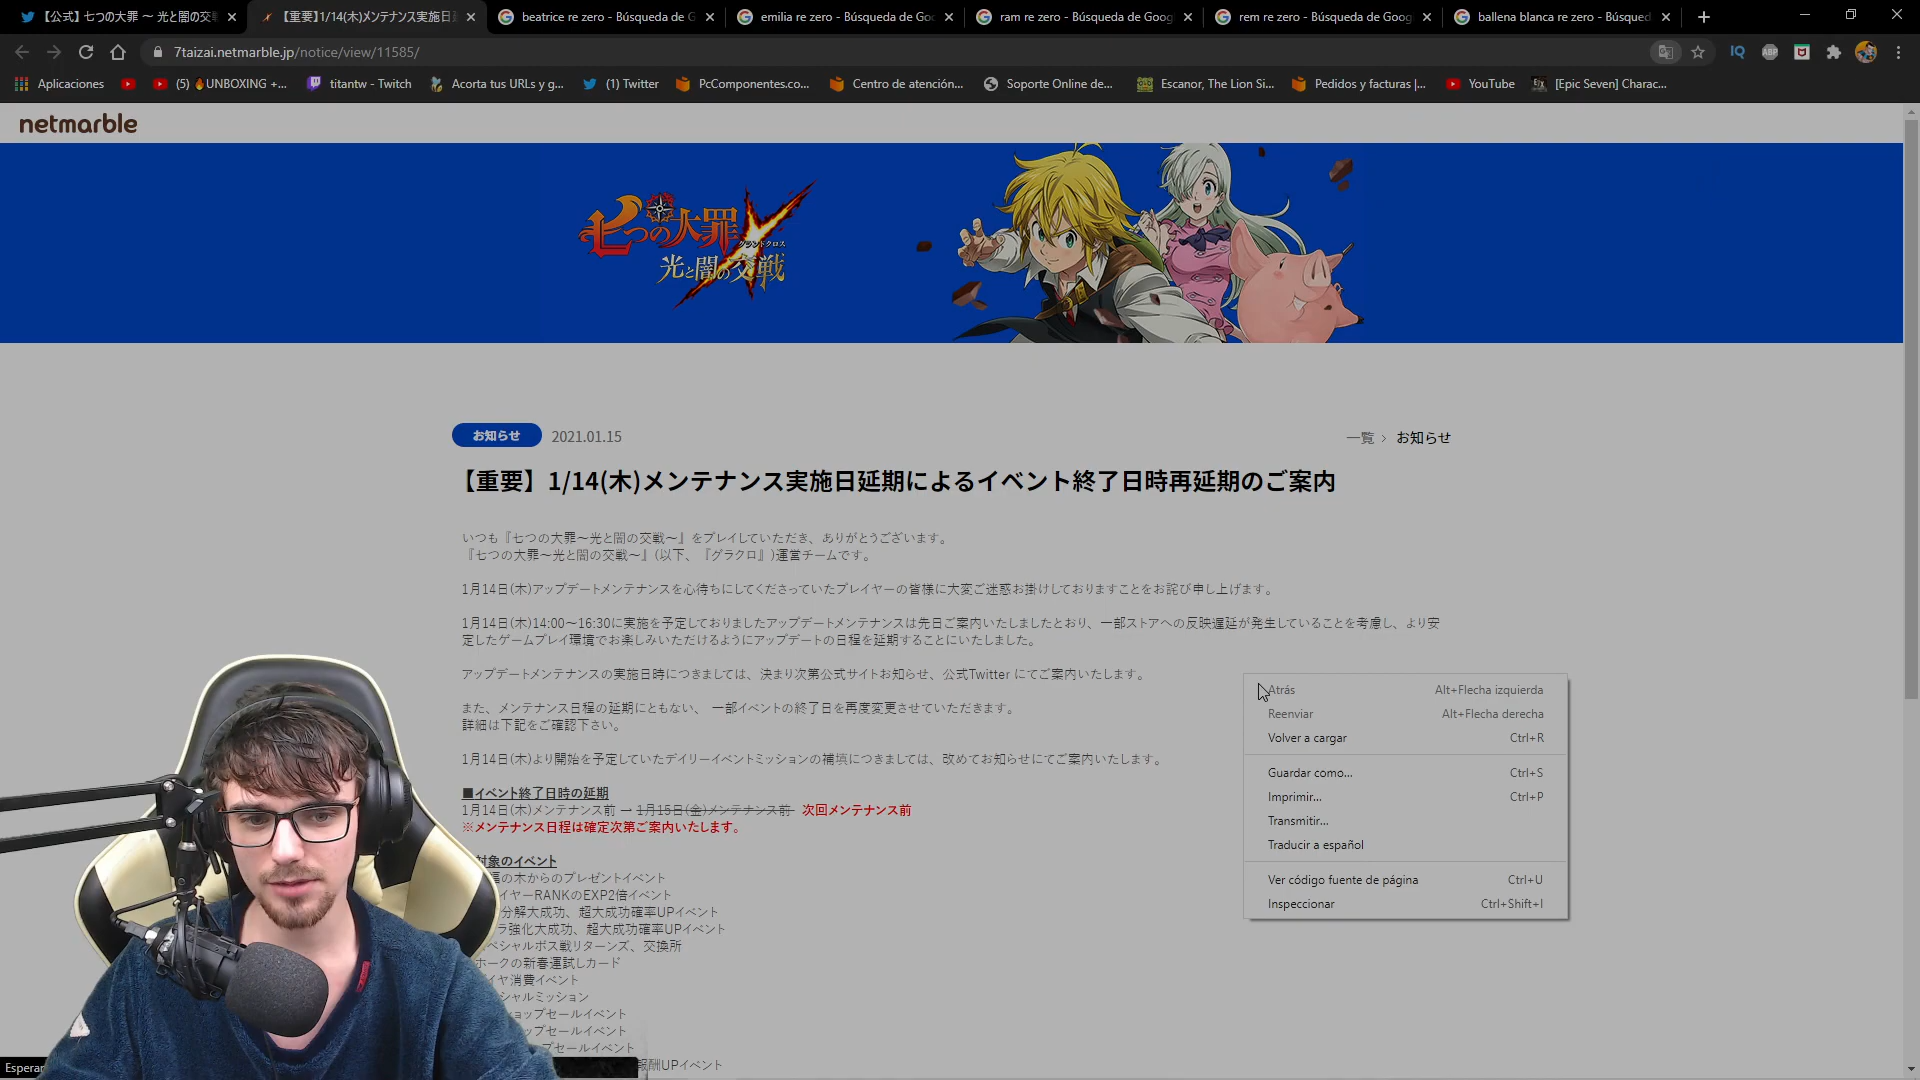 【公式】七つの大罪 ～ 光と闇の交戦
【重要】1/14(木)メンテナンス実施日延
beatrice re zero - Búsqueda de G
emilia re zero - Búsqueda de Goo
ram re zero - Búsqueda de Goog
rem re zero - Búsqueda de Goog
ballena blanca re zero - Búsqued
7taizai.netmarble.jp/notice/view/11585/
IQ
ABP
Aplicaciones
(5) 🔥UNBOXING +...
titantw - Twitch
Acorta tus URLs y g...
(1) Twitter
PcComponentes.co...
Centro de atención...
Soporte Online de...
Escanor, The Lion Si...
Pedidos y facturas |...
YouTube
[Epic Seven] Charac...
netmarble
七つの大罪
グランドクロス
光と闇の交戦
お知らせ 2021.01.15
一覧 > お知らせ
【重要】1/14(木)メンテナンス実施日延期によるイベント終了日時再延期のご案内
いつも『七つの大罪～光と闇の交戦～』をプレイしていただき、ありがとうございます。
『七つの大罪～光と闇の交戦～』(以下、『グラクロ』)運営チームです。
1月14日(木)アップデートメンテナンスを心待ちにしてくださっていたプレイヤーの皆様に大変ご迷惑お掛けしておりますことをお詫び申し上げます。
1月14日(木)14:00～16:30に実施を予定しておりましたアップデートメンテナンスは先日ご案内いたしましたとおり、一部ストアへの反映遅延が発生していることを考慮し、より安
定したゲームプレイ環境でお楽しみいただけるようにアップデートの日程を延期することにいたしました。
アップデートメンテナンスの実施日時につきましては、決まり次第公式サイトお知らせ、公式Twitter にてご案内いたします。
また、メンテナンス日程の延期にともない、 一部イベントの終了日を再度変更させていただきます。
詳細は下記をご確認下さい。
1月14日(木)より開始を予定していたデイリーイベントミッションの補填につきましては、改めてお知らせにてご案内いたします。
■イベント終了日時の延期
1月14日(木)メンテナンス前 → 1月15日(金)メンテナンス前 次回メンテナンス前
※メンテナンス日程は確定次第ご案内いたします。
対象のイベント
の木からのプレゼントイベント
イヤーRANKのEXP2倍イベント
分解大成功、超大成功確率UPイベント
ラ強化大成功、超大成功確率UPイベント
ペシャルボス戦リターンズ、交換所
ホークの新春運試しカード
イヤ消費イベント
シャルミッション
ョップセールイベント
ップセールイベント
プセールイベント
報酬UPイベント
Atrás Alt+Flecha izquierda
Reenviar Alt+Flecha derecha
Volver a cargar Ctrl+R
Guardar como... Ctrl+S
Imprimir... Ctrl+P
Transmitir...
Traducir a español
Ver código fuente de página Ctrl+U
Inspeccionar Ctrl+Shift+I
Esperan